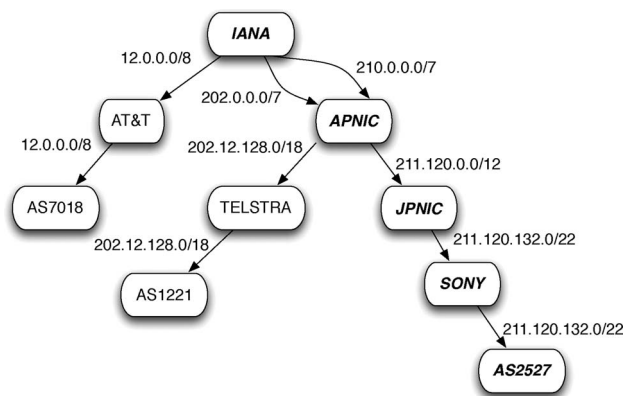 IANA
12.0.0.0/8
210.0.0.0/7
202.0.0.0/7
AT&T
APNIC
12.0.0.0/8
202.12.128.0/18
211.120.0.0/12
AS7018
TELSTRA
JPNIC
202.12.128.0/18
211.120.132.0/22
AS1221
SONY
211.120.132.0/22
AS2527